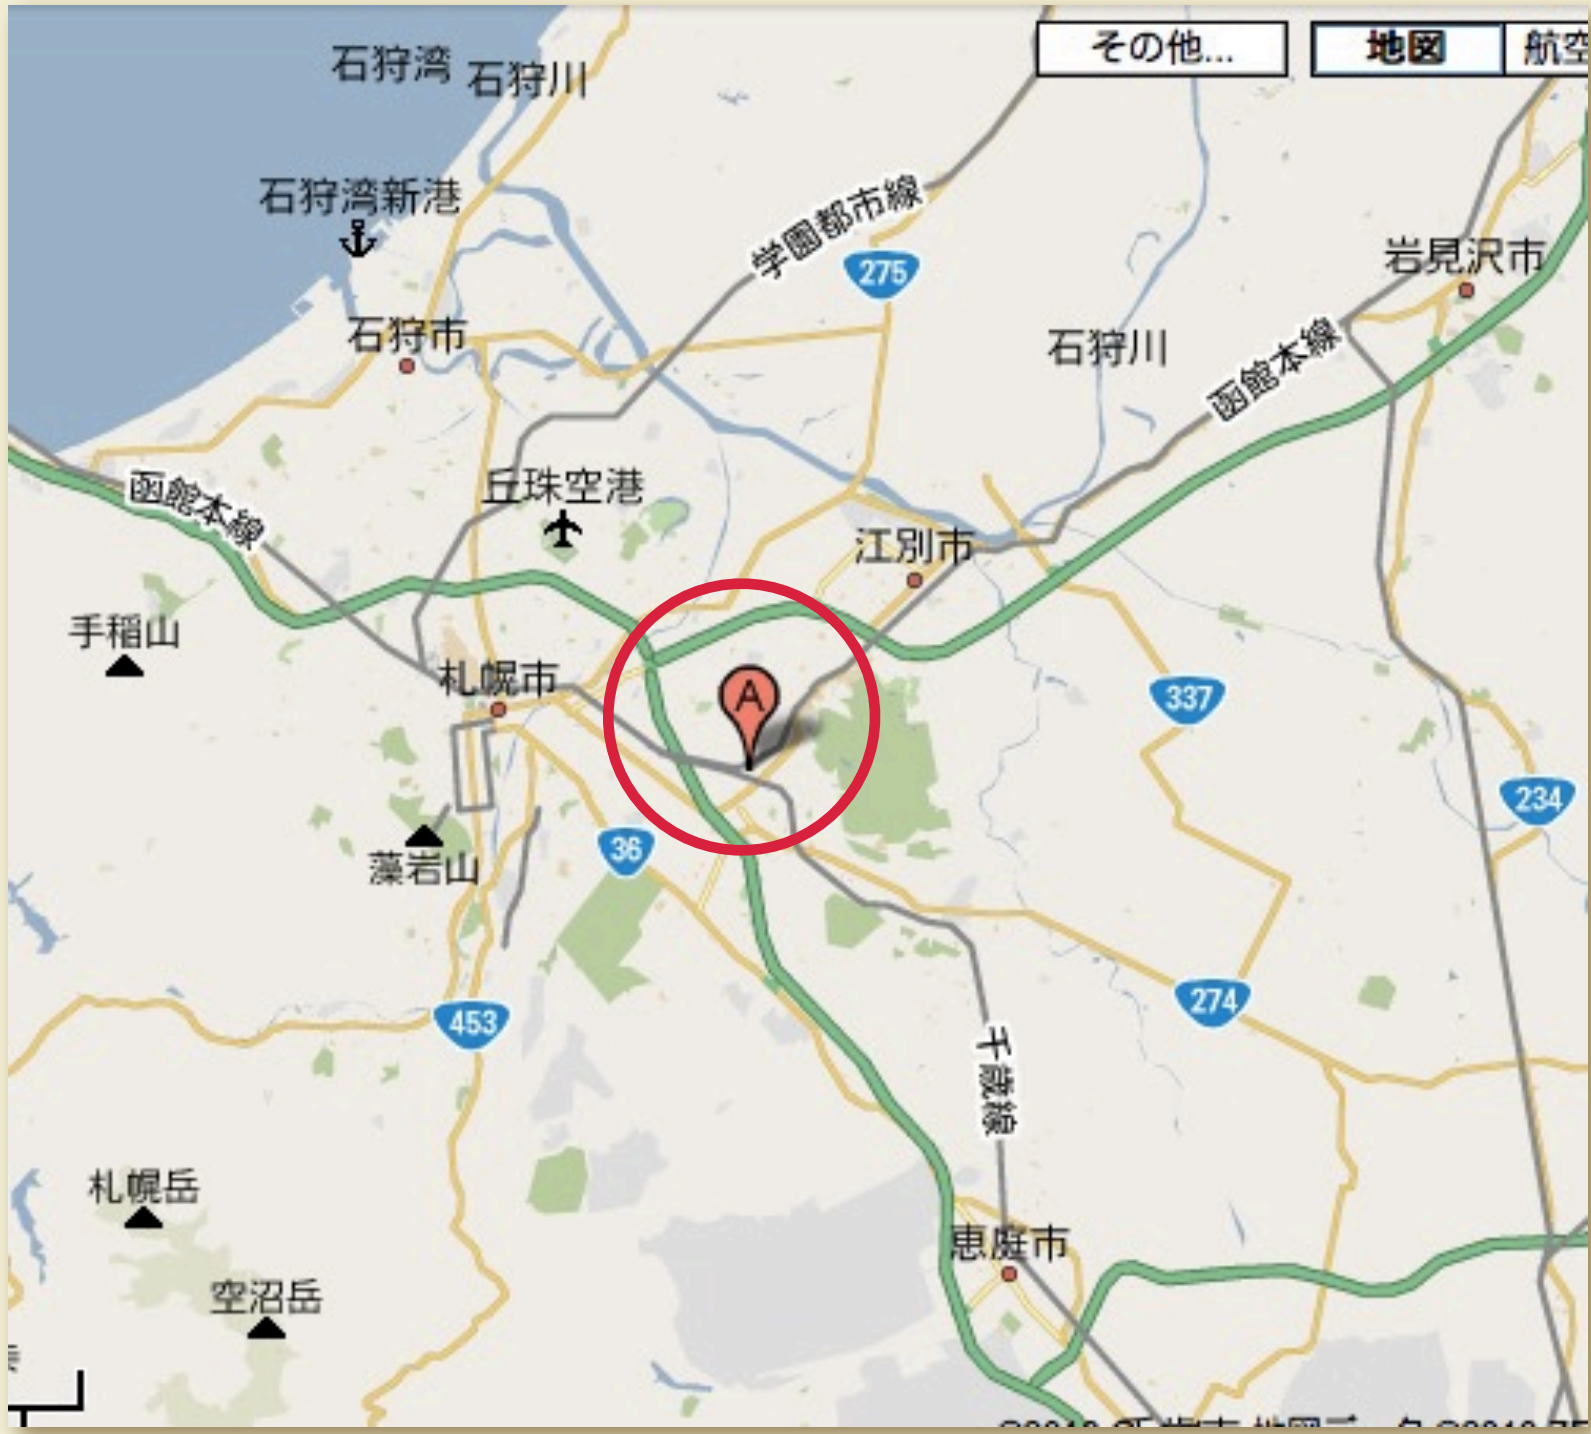 その他...
地図
航空
石狩湾
石狩川
石狩湾新港
学園都市線
275
岩見沢市
石狩市
石狩川
函館本線
函館本線
丘珠空港
江別市
手稲山
札幌市
A
337
234
36
藻岩山
274
453
千歳線
札幌岳
恵庭市
空沼岳